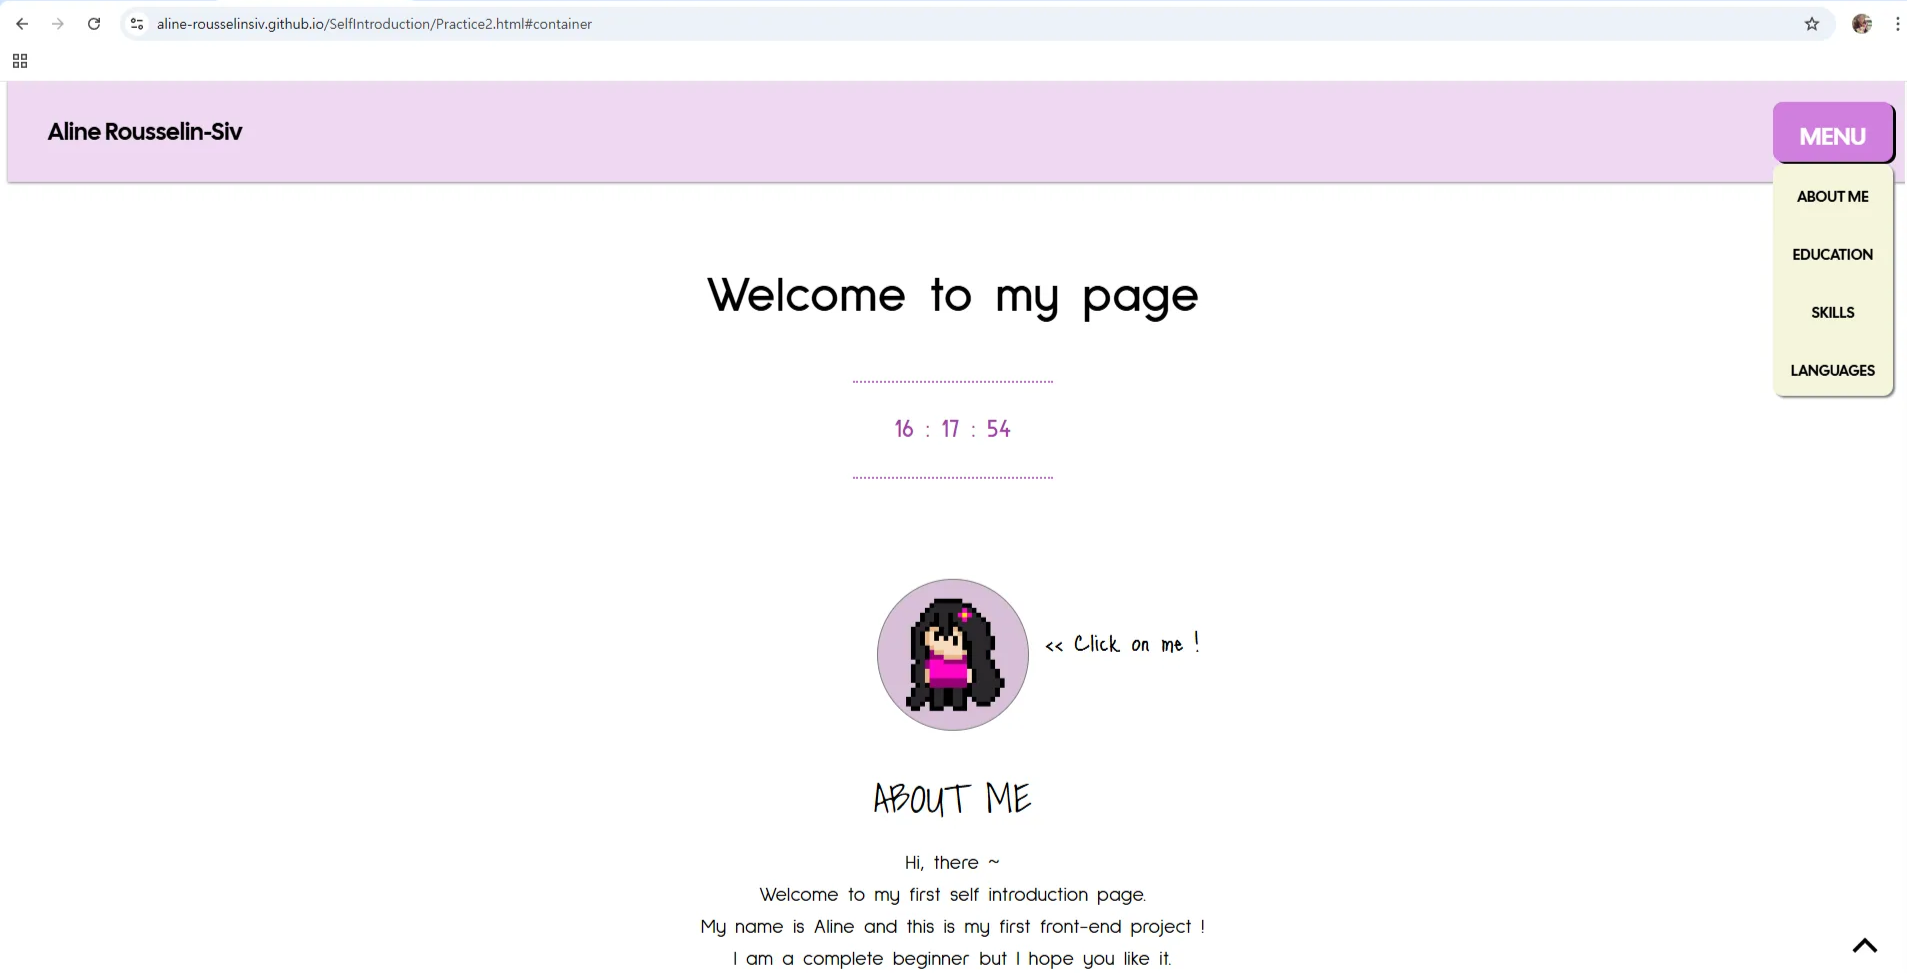 aline-rousselinsiv.github.io/SelfIntroduction/Practice2.html#container
Aline Rousselin-Siv
MENU
ABOUT ME
EDUCATION
SKILLS
LANGUAGES
Welcome to my page
16 : 17 : 54
<< Click on me !
ABOUT ME
Hi, there ~
Welcome to my first self introduction page.
My name is Aline and this is my first front-end project !
I am a complete beginner but I hope you like it.